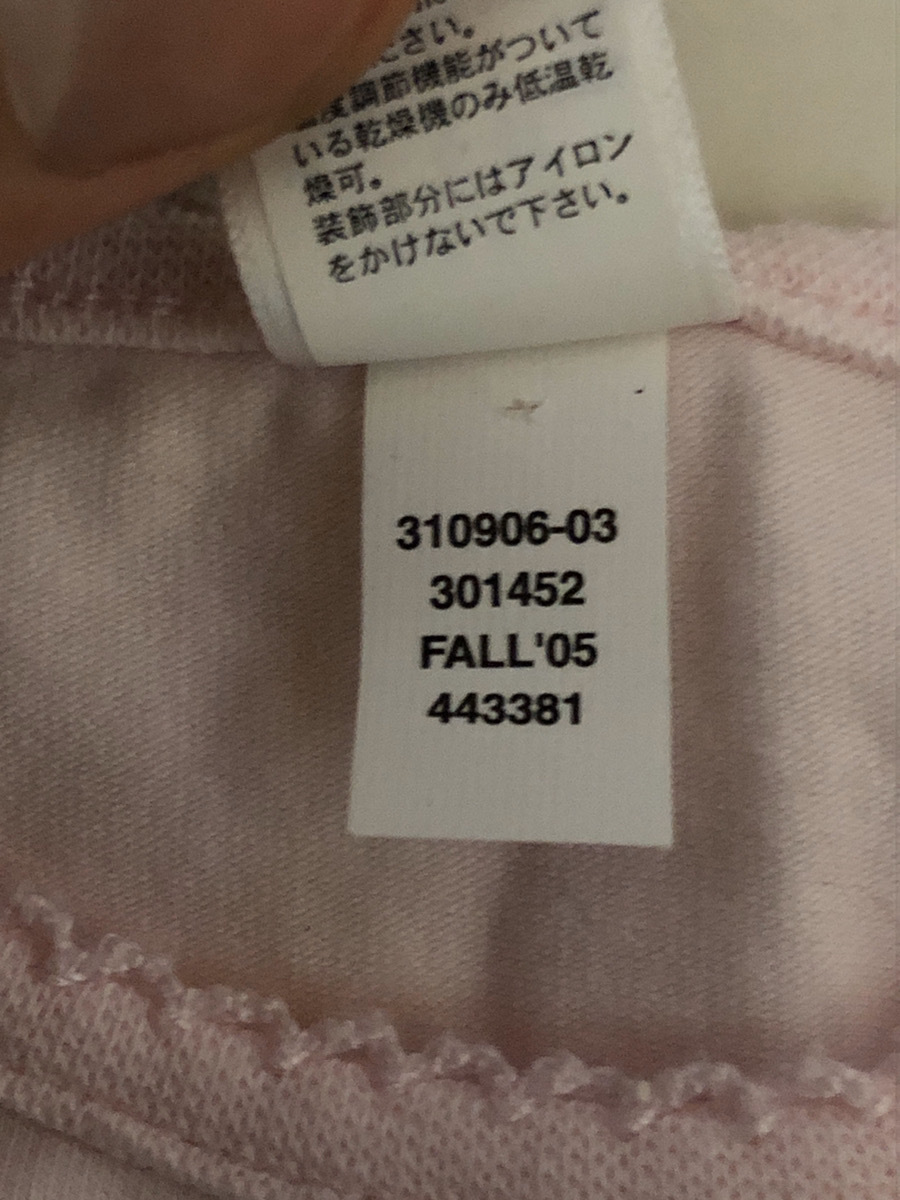 ださい。
温度調節機能がついて
いる乾燥機のみ低温乾
燥可。
装飾部分にはアイロン
をかけないで下さい。
310906-03
301452
FALL'05
443381